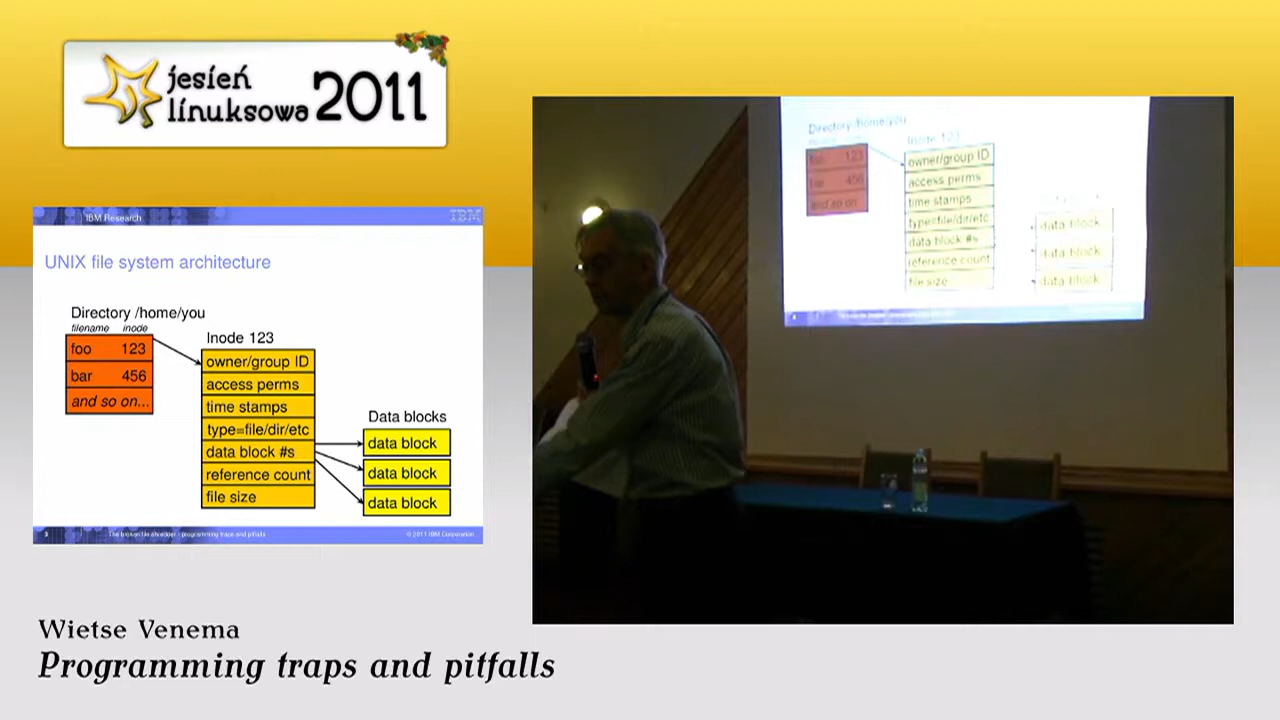 jesień
linuksowa 2011
IBM Research
IBM
UNIX file system architecture
Directory /home/you
filename inode
foo 123
bar 456
and so on...
Inode 123
owner/group ID
access perms
time stamps
type=file/dir/etc
data block #s
reference count
file size
Data blocks
data block
data block
data block
3 The broken file shredder - programming traps and pitfalls © 2011 IBM Corporation
Directory /home/you
Inode 123
foo 123
bar 456
and so on
owner/group ID
access perms
time stamps
type=file/dir/etc
data block #s
reference count
file size
data block
data block
data block
Wietse Venema
Programming traps and pitfalls